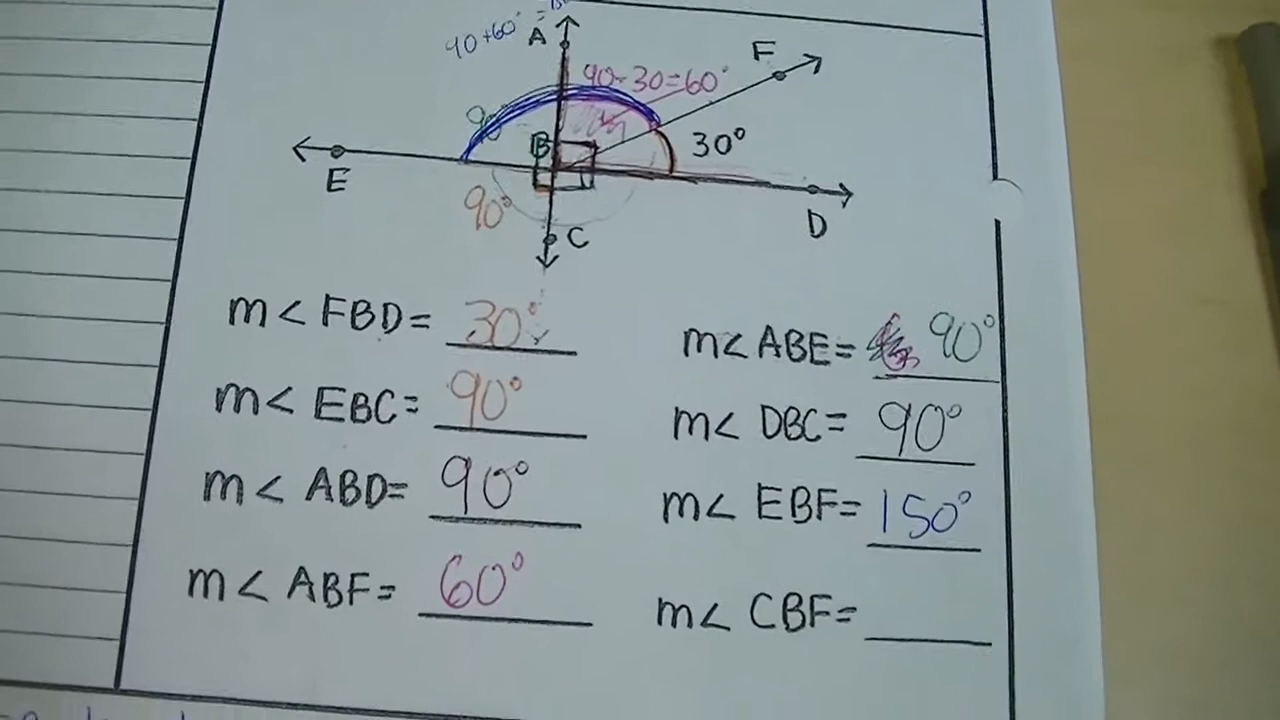 90+60°
A
F
90-30=60°
90
B
30°
E
D
90°
C
m< FBD= 30°
m< ABE= 90°
m< EBC= 90°
m< DBC= 90°
m< ABD= 90°
m< EBF= 150°
m< ABF= 60°
m< CBF=